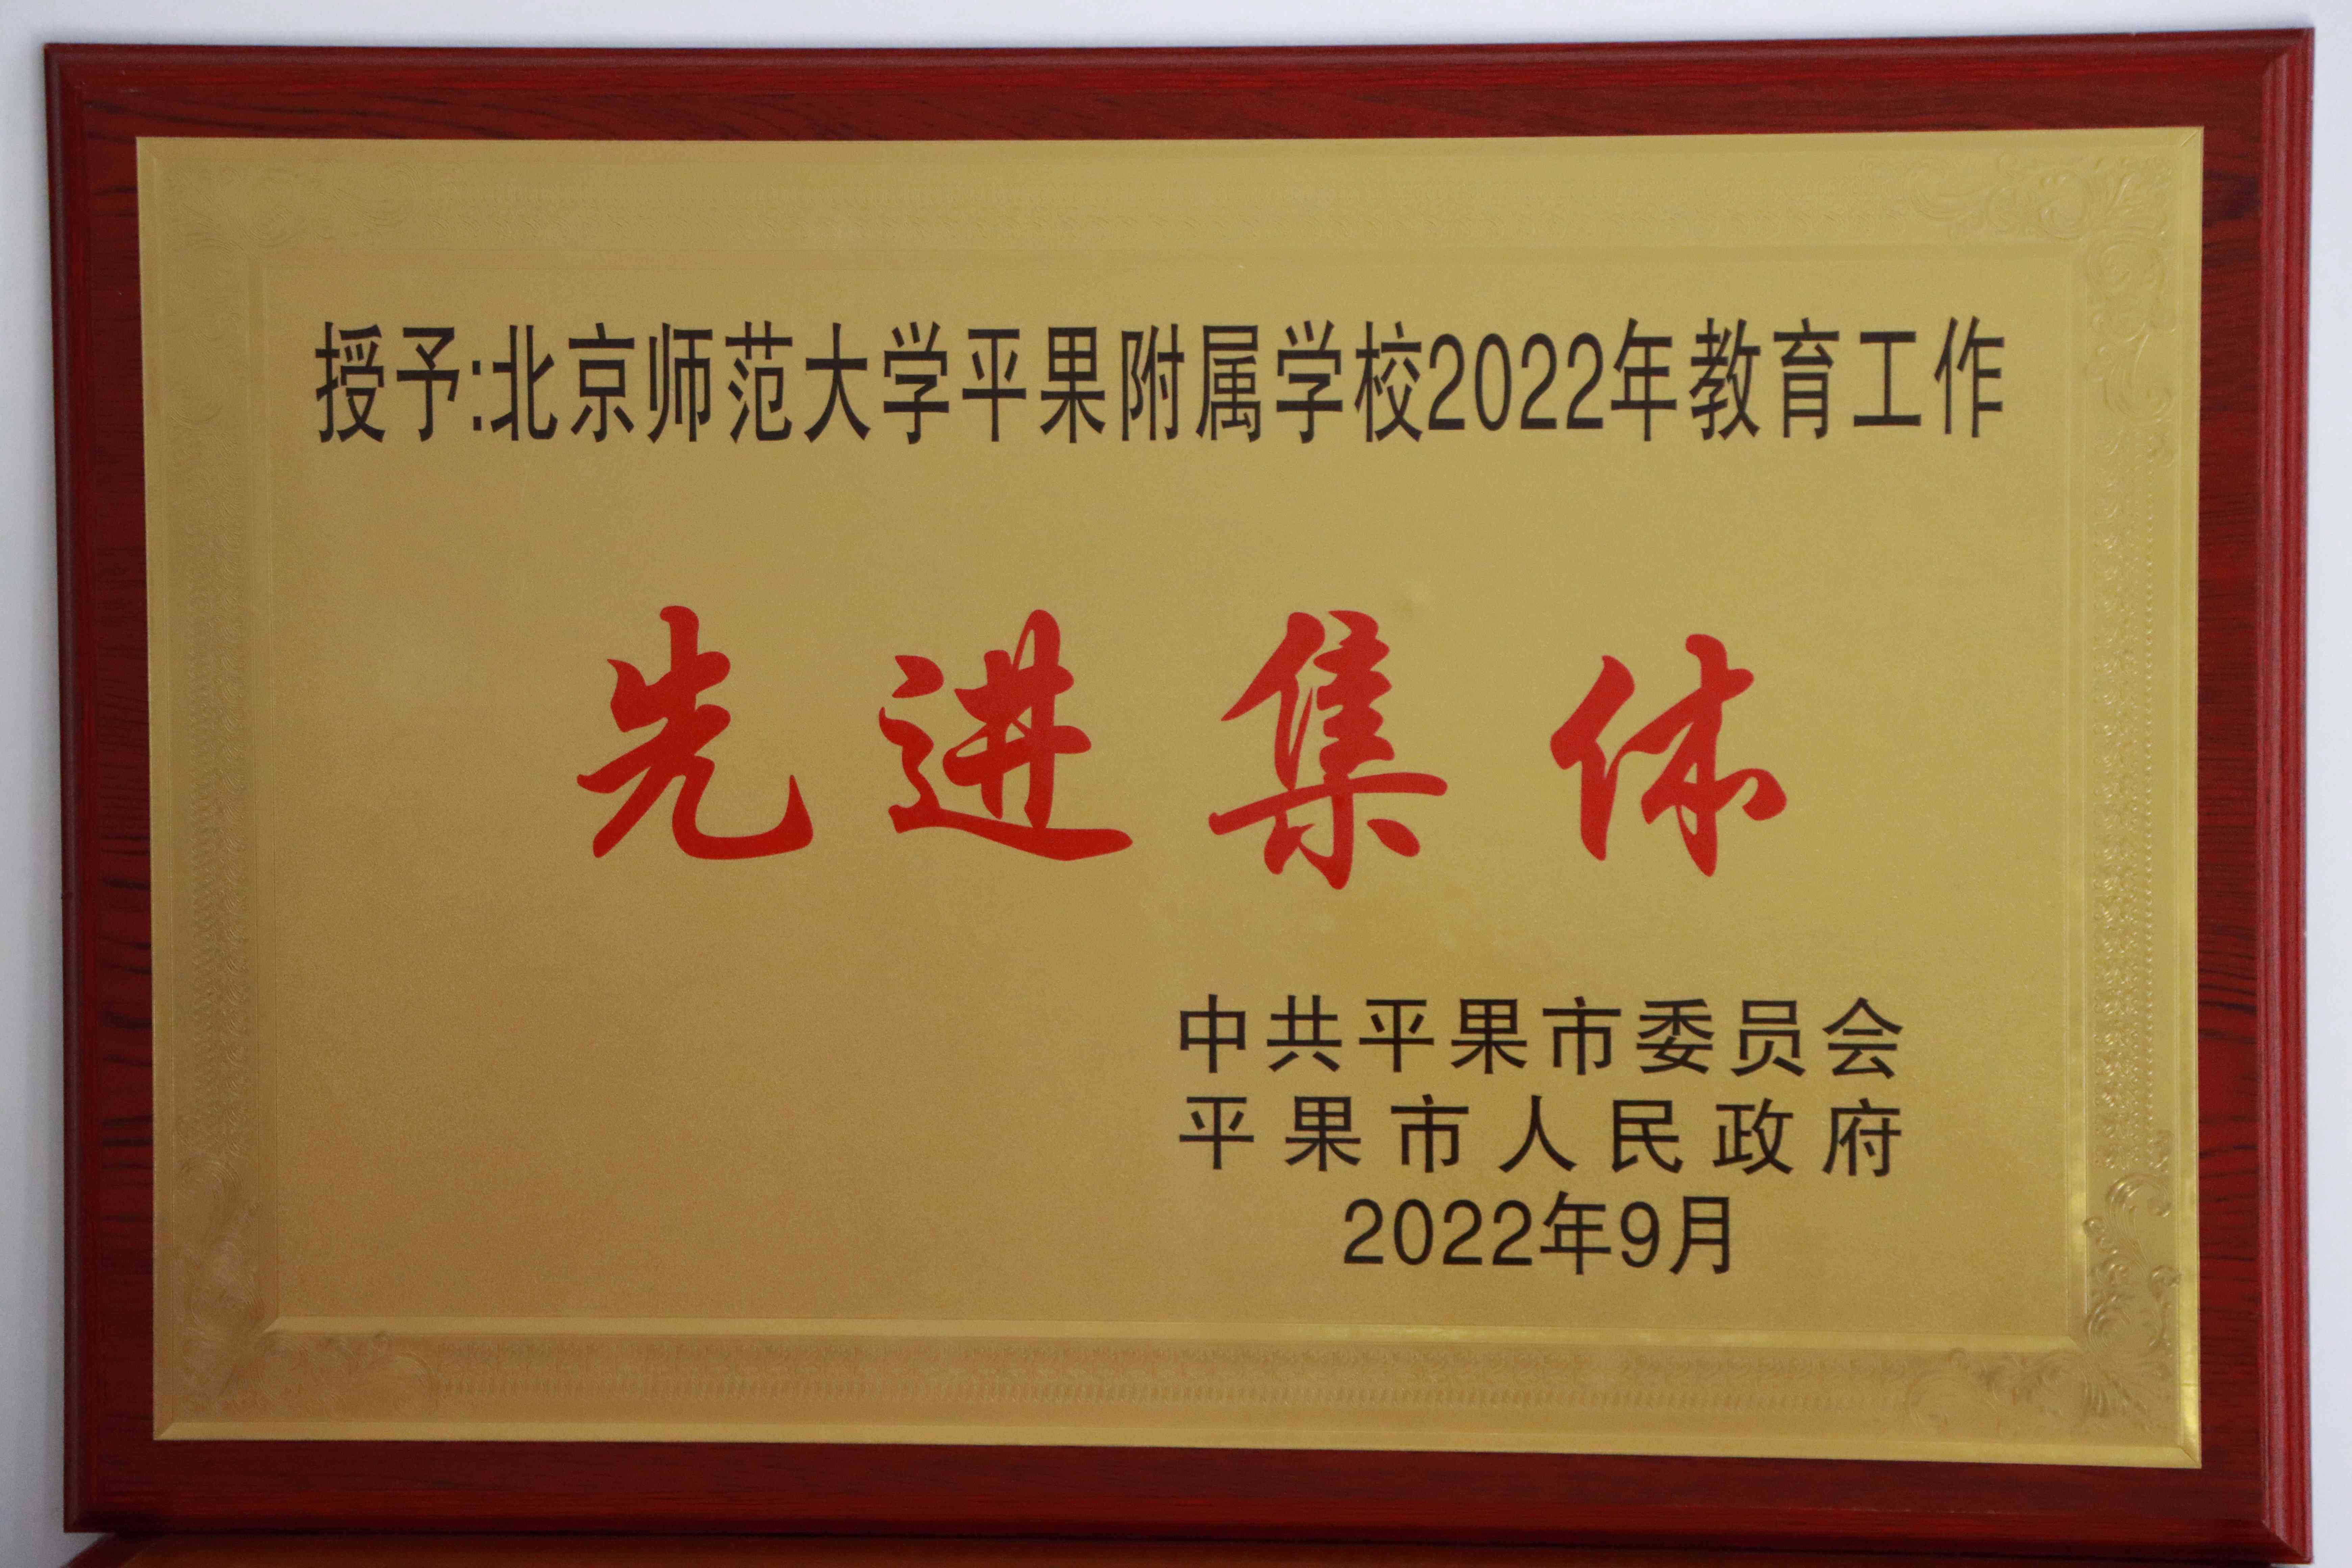 授予:北京师范大学平果附属学校2022年教育工作
先进集体
中共平果市委员会
平果市人民政府
2022年9月